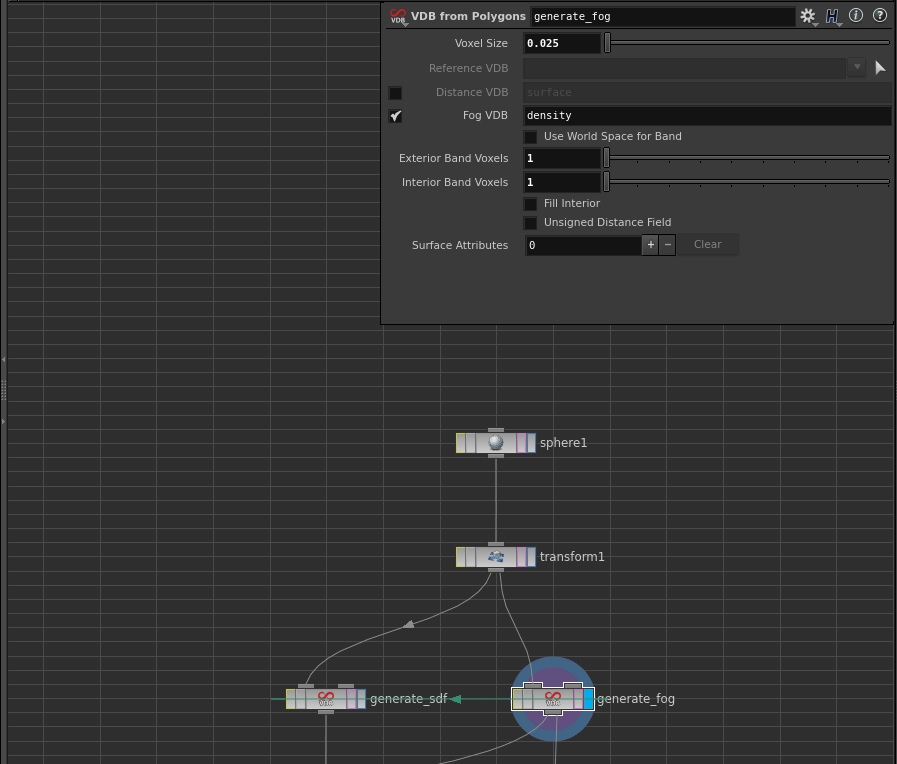 VDB from Polygons generate_fog
Voxel Size 0.025
Reference VDB
Distance VDB surface
Fog VDB density
Use World Space for Band
Exterior Band Voxels 1
Interior Band Voxels 1
Fill Interior
Unsigned Distance Field
Surface Attributes 0 + − Clear
sphere1
transform1
generate_sdf
generate_fog